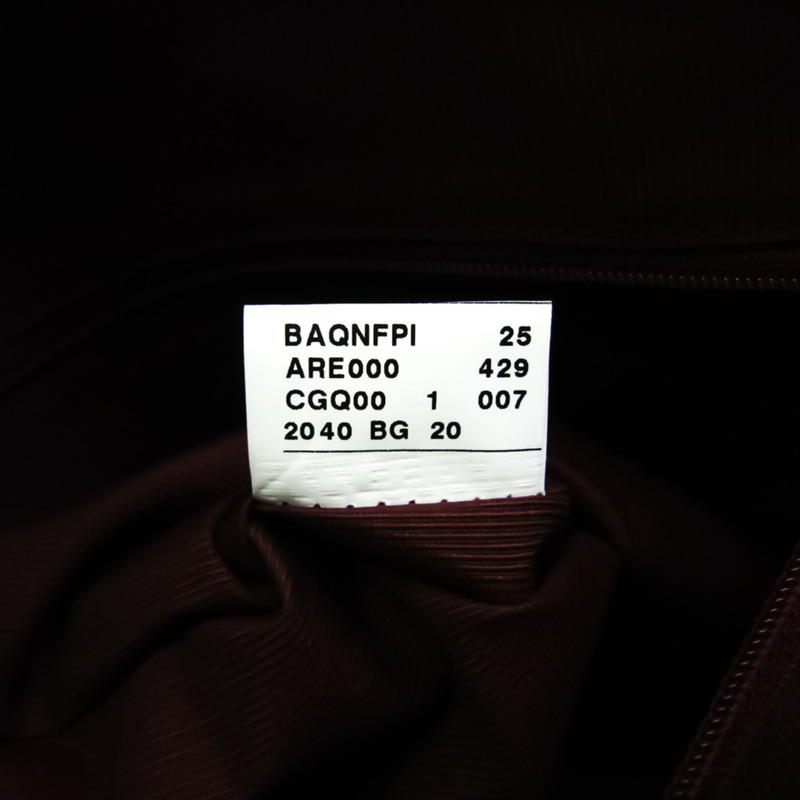 BAQNFPI 25
ARE000 429
CGQ00 1 007
2040 BG 20